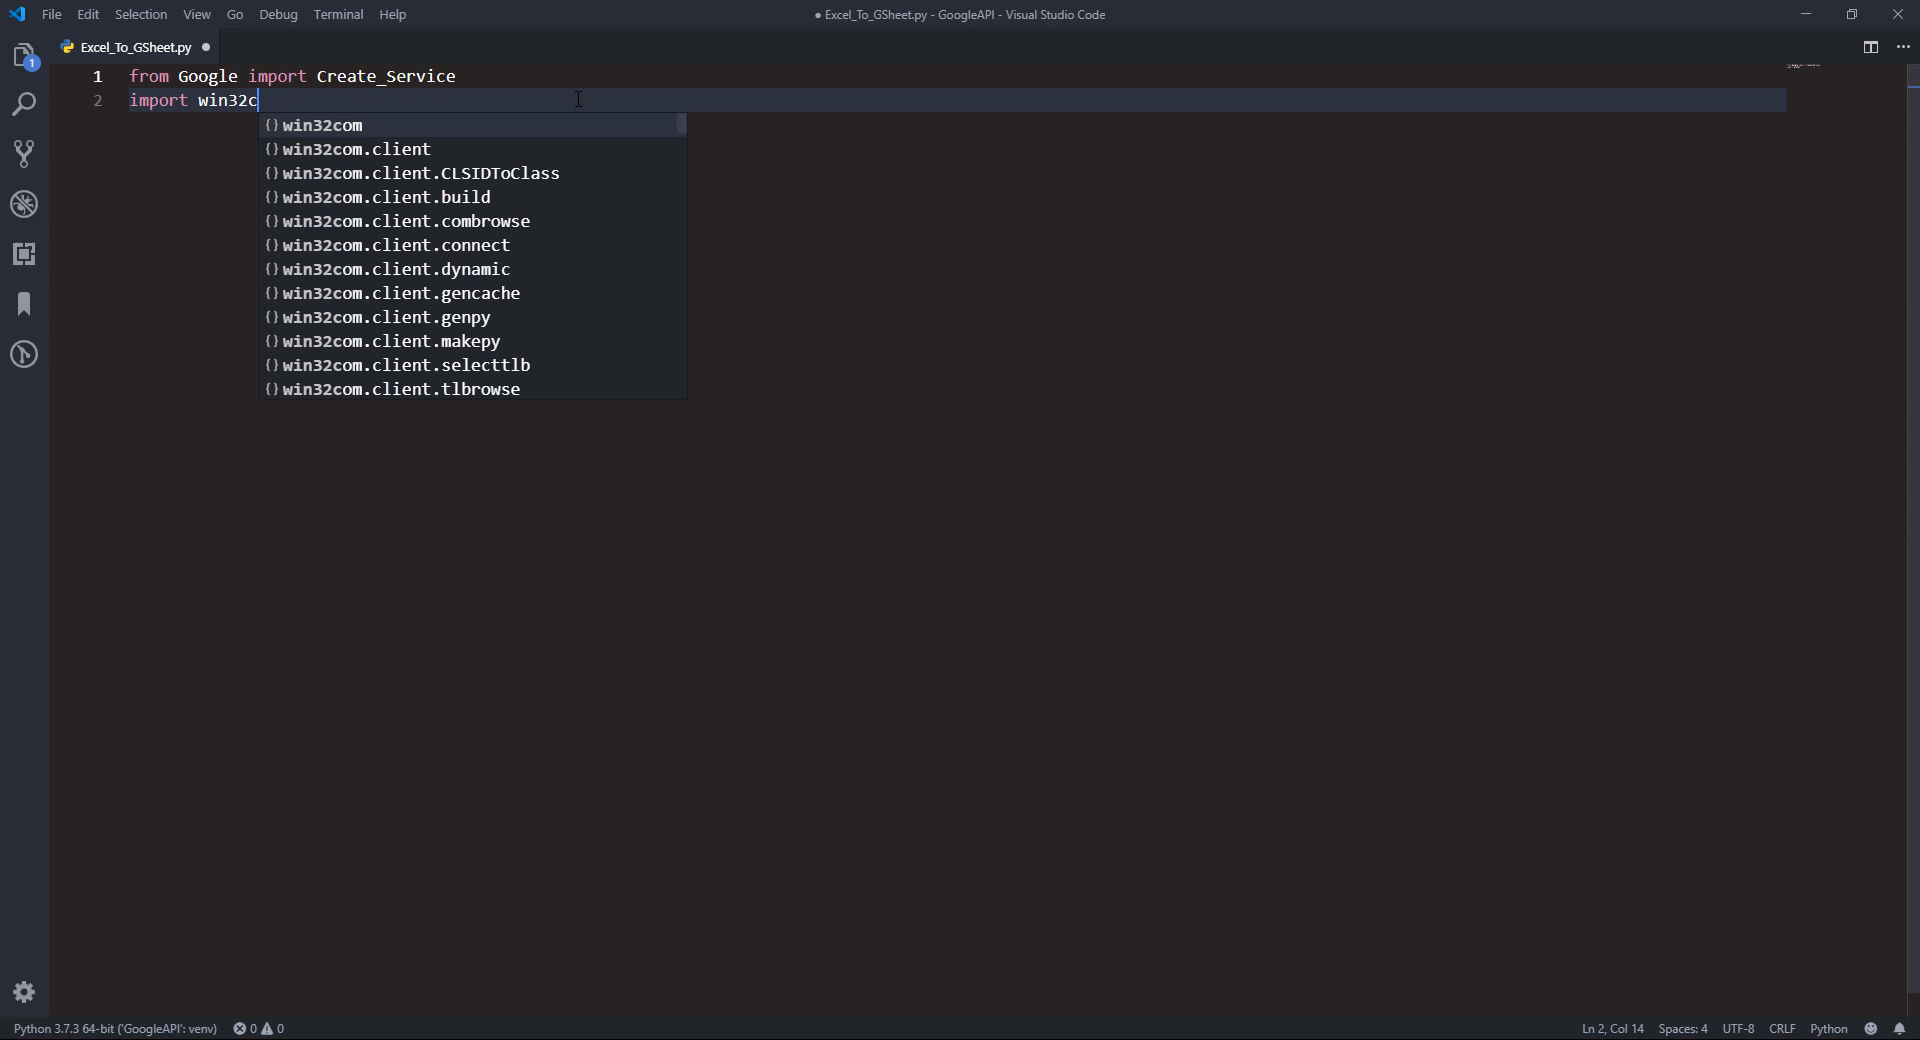 File Edit Selection View Go Debug Terminal Help
● Excel_To_GSheet.py - GoogleAPI - Visual Studio Code
Excel_To_GSheet.py ●
1
1 from Google import Create_Service
2 import win32c
{} win32com
{} win32com.client
{} win32com.client.CLSIDToClass
{} win32com.client.build
{} win32com.client.combrowse
{} win32com.client.connect
{} win32com.client.dynamic
{} win32com.client.gencache
{} win32com.client.genpy
{} win32com.client.makepy
{} win32com.client.selecttlb
{} win32com.client.tlbrowse
Python 3.7.3 64-bit ('GoogleAPI': venv) 0 0 Ln 2, Col 14 Spaces: 4 UTF-8 CRLF Python